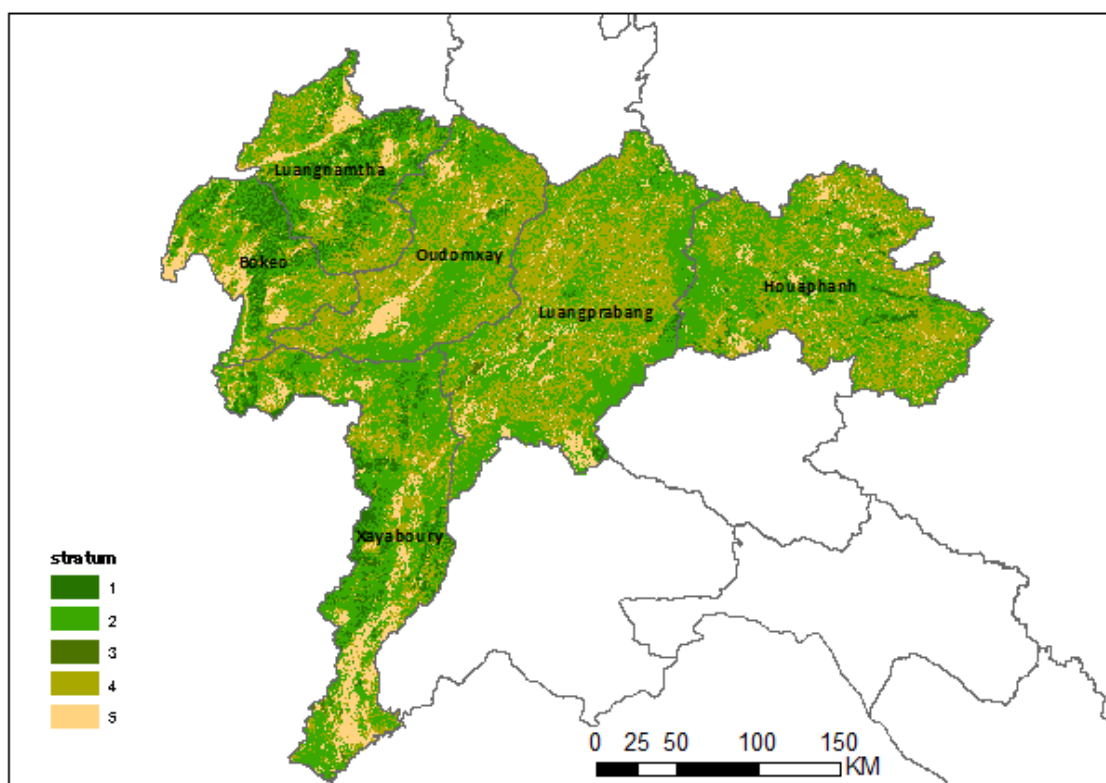 Luangnamtha
Bokeo
Oudomxay
Luangprabang
Houaphanh
Xayaboury
stratum
1
2
3
4
5
0 25 50 100 150
KM